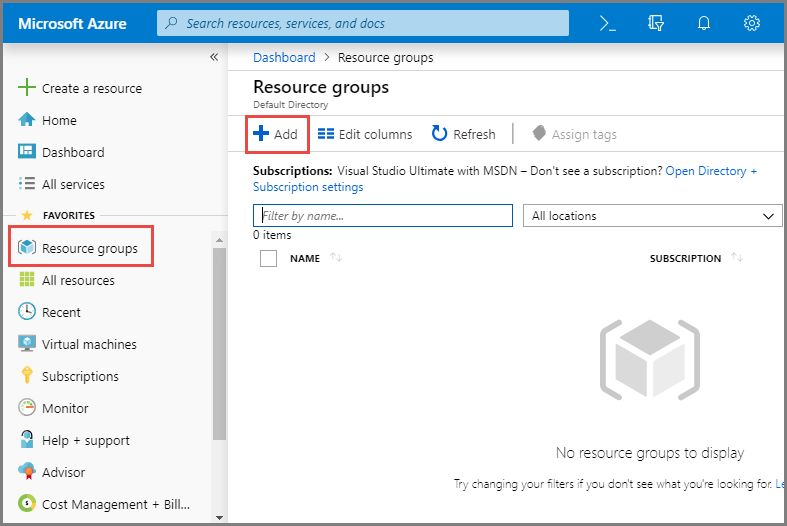 Microsoft Azure
Search resources, services, and docs
«
Create a resource
Home
Dashboard
All services
FAVORITES
Resource groups
All resources
Recent
Virtual machines
Subscriptions
Monitor
Help + support
Advisor
Cost Management + Bill...
Dashboard > Resource groups
Resource groups
Default Directory
Add
Edit columns
Refresh
Assign tags
Subscriptions: Visual Studio Ultimate with MSDN – Don't see a subscription? Open Directory +
Subscription settings
Filter by name...
All locations
0 items
NAME
SUBSCRIPTION
No resource groups to display
Try changing your filters if you don't see what you're looking for.